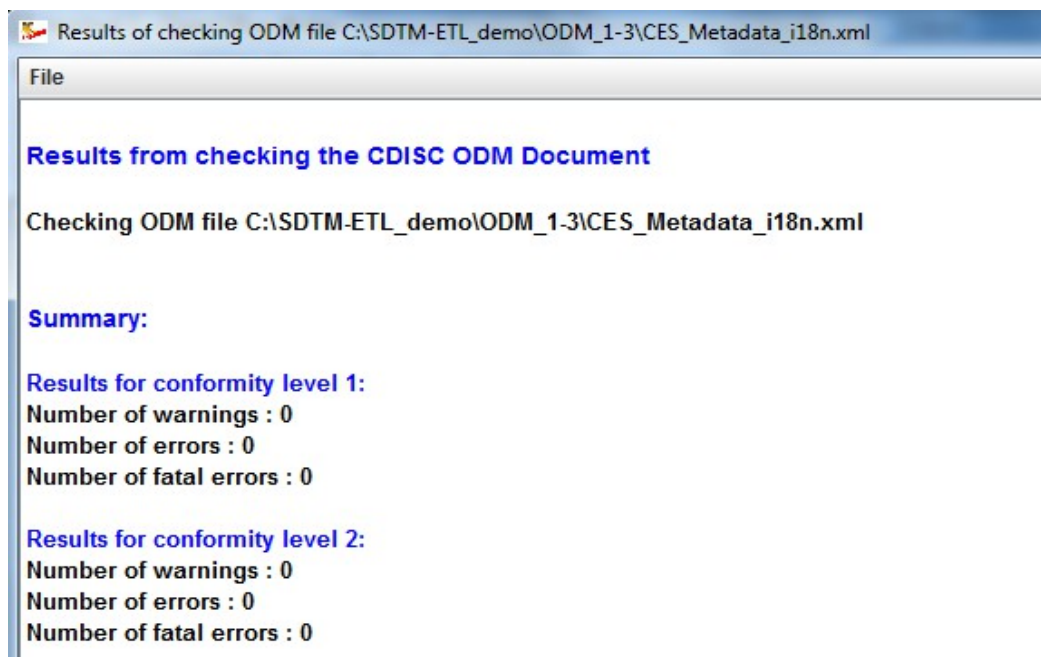 Results of checking ODM file C:\SDTM-ETL_demo\ODM_1-3\CES_Metadata_i18n.xml
File
Results from checking the CDISC ODM Document
Checking ODM file C:\SDTM-ETL_demo\ODM_1-3\CES_Metadata_i18n.xml
Summary:
Results for conformity level 1:
Number of warnings : 0
Number of errors : 0
Number of fatal errors : 0
Results for conformity level 2:
Number of warnings : 0
Number of errors : 0
Number of fatal errors : 0